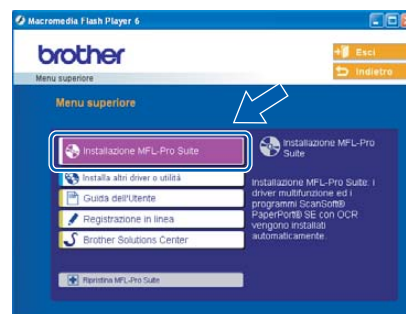 Macromedia Flash Player 6
brother
Esci
Indietro
Menu superiore
Menu superiore
Installazione MFL-Pro Suite
Installa altri driver o utilità
Guida dell'Utente
Registrazione in linea
Brother Solutions Center
Ripristina MFL-Pro Suite
Installazione MFL-Pro
Suite
Installazione MFL-Pro Suite: i
driver multifunzione ed i
programmi ScanSoft®
PaperPort® SE con OCR
vengono installati
automaticamente.